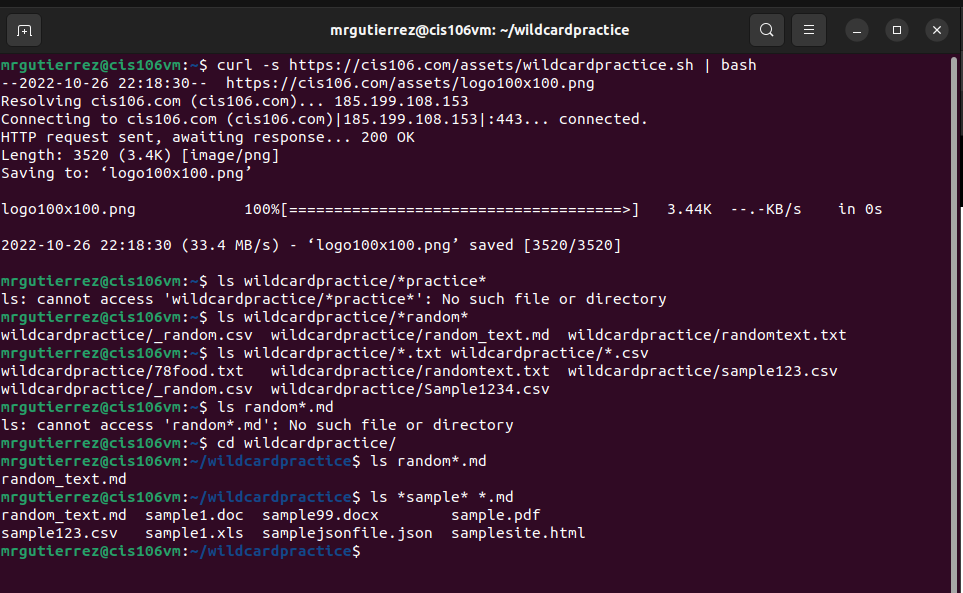 mrgutierrez@cis106vm: ~/wildcardpractice
mrgutierrez@cis106vm:~$ curl -s https://cis106.com/assets/wildcardpractice.sh | bash
--2022-10-26 22:18:30--  https://cis106.com/assets/logo100x100.png
Resolving cis106.com (cis106.com)... 185.199.108.153
Connecting to cis106.com (cis106.com)|185.199.108.153|:443... connected.
HTTP request sent, awaiting response... 200 OK
Length: 3520 (3.4K) [image/png]
Saving to: ‘logo100x100.png’
logo100x100.png            100%[=====================================>]   3.44K  --.-KB/s    in 0s
2022-10-26 22:18:30 (33.4 MB/s) - ‘logo100x100.png’ saved [3520/3520]
mrgutierrez@cis106vm:~$ ls wildcardpractice/*practice*
ls: cannot access 'wildcardpractice/*practice*': No such file or directory
mrgutierrez@cis106vm:~$ ls wildcardpractice/*random*
wildcardpractice/_random.csv  wildcardpractice/random_text.md  wildcardpractice/randomtext.txt
mrgutierrez@cis106vm:~$ ls wildcardpractice/*.txt wildcardpractice/*.csv
wildcardpractice/78food.txt   wildcardpractice/randomtext.txt  wildcardpractice/sample123.csv
wildcardpractice/_random.csv  wildcardpractice/Sample1234.csv
mrgutierrez@cis106vm:~$ ls random*.md
ls: cannot access 'random*.md': No such file or directory
mrgutierrez@cis106vm:~$ cd wildcardpractice/
mrgutierrez@cis106vm:~/wildcardpractice$ ls random*.md
random_text.md
mrgutierrez@cis106vm:~/wildcardpractice$ ls *sample* *.md
random_text.md  sample1.doc  sample99.docx        sample.pdf
sample123.csv   sample1.xls  samplejsonfile.json  samplesite.html
mrgutierrez@cis106vm:~/wildcardpractice$